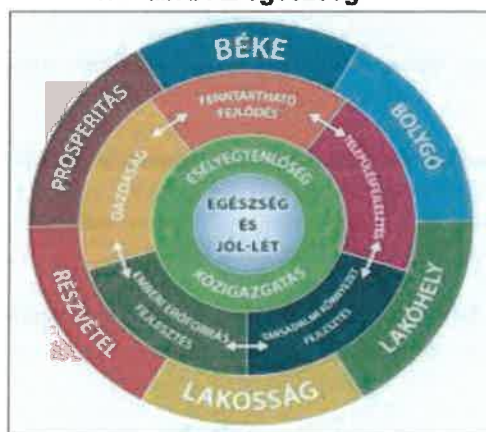 BÉKE
BOLYGÓ
LAKÓHELY
LAKOSSÁG
RÉSZVÉTEL
PROSPERITÁS
FENNTARTHATÓ
FEJLŐDÉS
TELEPÜLÉSFEJLESZTÉS
TÁRSADALMI KÖRNYEZET
FEJLESZTÉS
EMBERI ERŐFORRÁS
FEJLESZTÉS
GAZDASÁG
ESÉLYEGYENLŐSÉG
KÖZIGAZGATÁS
EGÉSZSÉG
ÉS
JÓL-LÉT